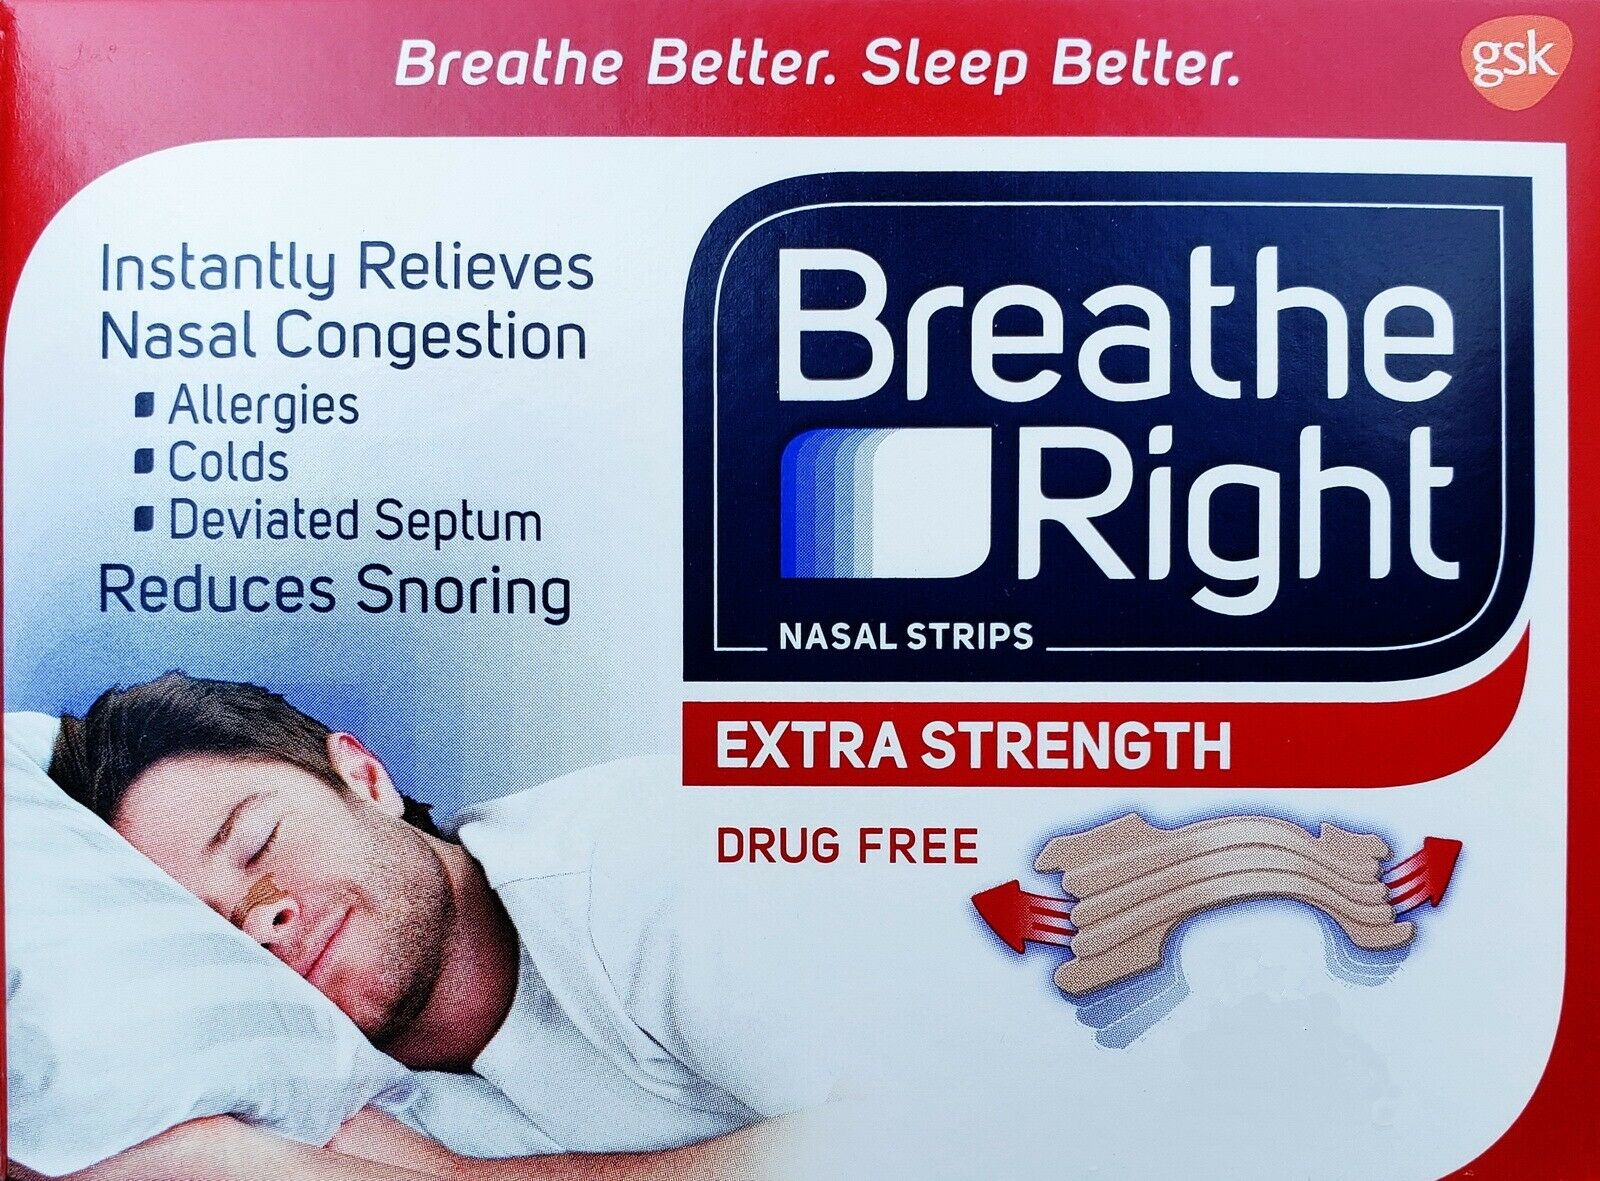 Breathe Better. Sleep Better.
gsk
Instantly Relieves
Nasal Congestion
Allergies
Colds
Deviated Septum
Reduces Snoring
Breathe
Right
NASAL STRIPS
EXTRA STRENGTH
DRUG FREE